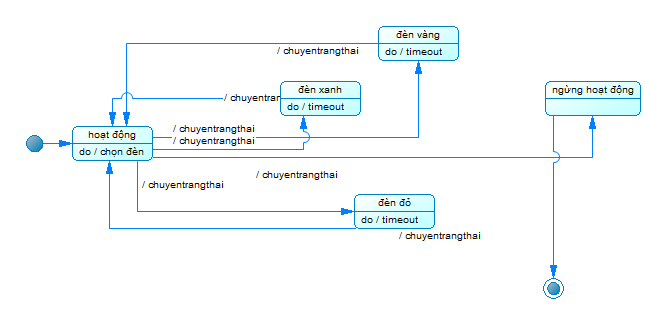 đèn vàng
do / timeout
/ chuyentrangthai
đèn xanh
do / timeout
/ chuyentran
ngừng hoạt động
hoạt động
do / chọn đèn
/ chuyentrangthai
/ chuyentrangthai
/ chuyentrangthai
/ chuyentrangthai
đèn đỏ
do / timeout
/ chuyentrangthai